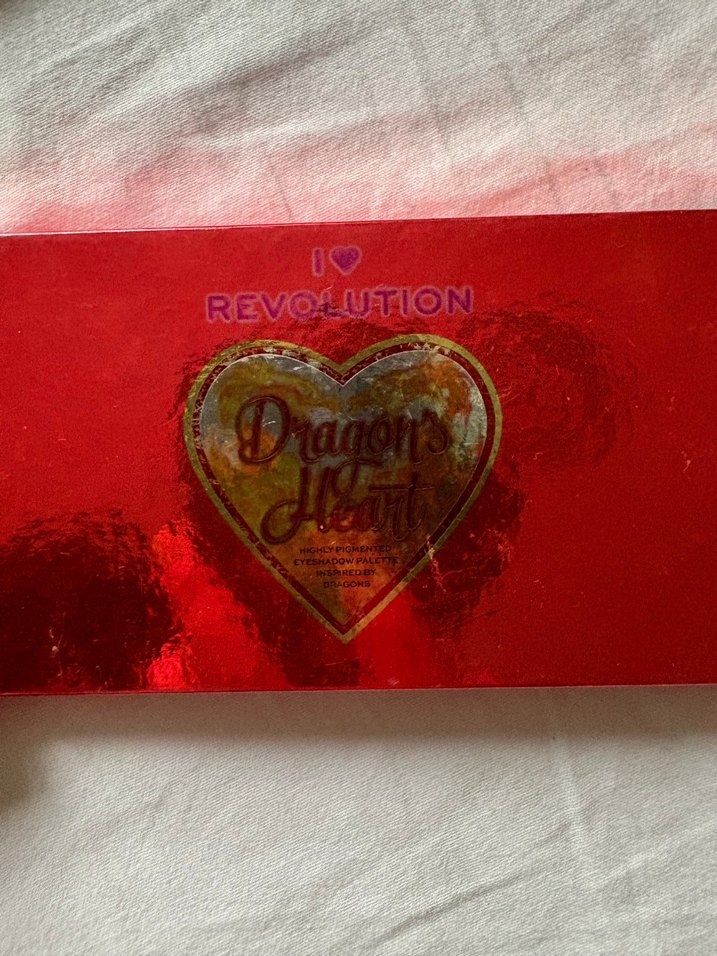 I ♥
REVOLUTION
Dragon's
Heart
HIGHLY PIGMENTED
EYESHADOW PALETTE
INSPIRED BY
DRAGONS